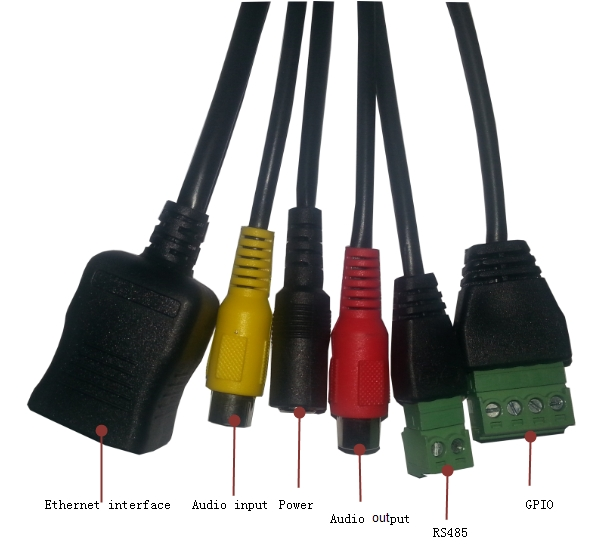 Ethernet interface
Audio input
Power
Audio output
RS485
GPIO